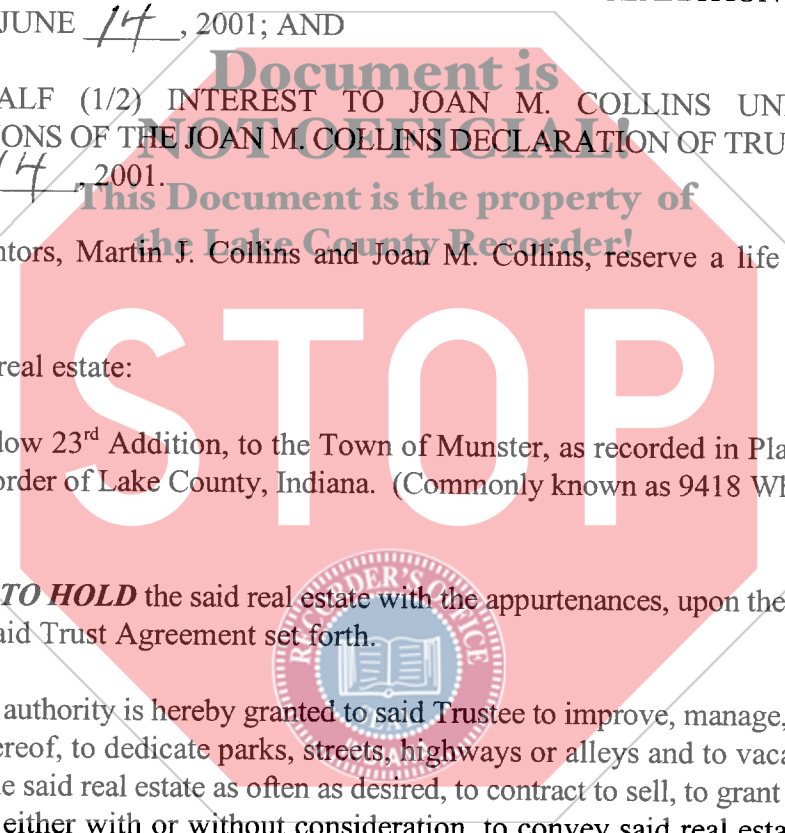 JUNE 14, 2001; AND
Document is
ALF (1/2) INTEREST TO JOAN M. COLLINS UN
NOT OFFICIAL!
ONS OF THE JOAN M. COLLINS DECLARATION OF TRU
14, 2001.
This Document is the property of
the Lake County Recorder!
ntors, Martin J. Collins and Joan M. Collins, reserve a life
STOP
real estate:
low 23rd Addition, to the Town of Munster, as recorded in Pla
order of Lake County, Indiana. (Commonly known as 9418 Wh
TO HOLD the said real estate with the appurtenances, upon the
aid Trust Agreement set forth.
RECORDER'S OFFICE
authority is hereby granted to said Trustee to improve, manage,
ereof, to dedicate parks, streets, highways or alleys and to vaca
e said real estate as often as desired, to contract to sell, to grant
either with or without consideration, to convey said real esta